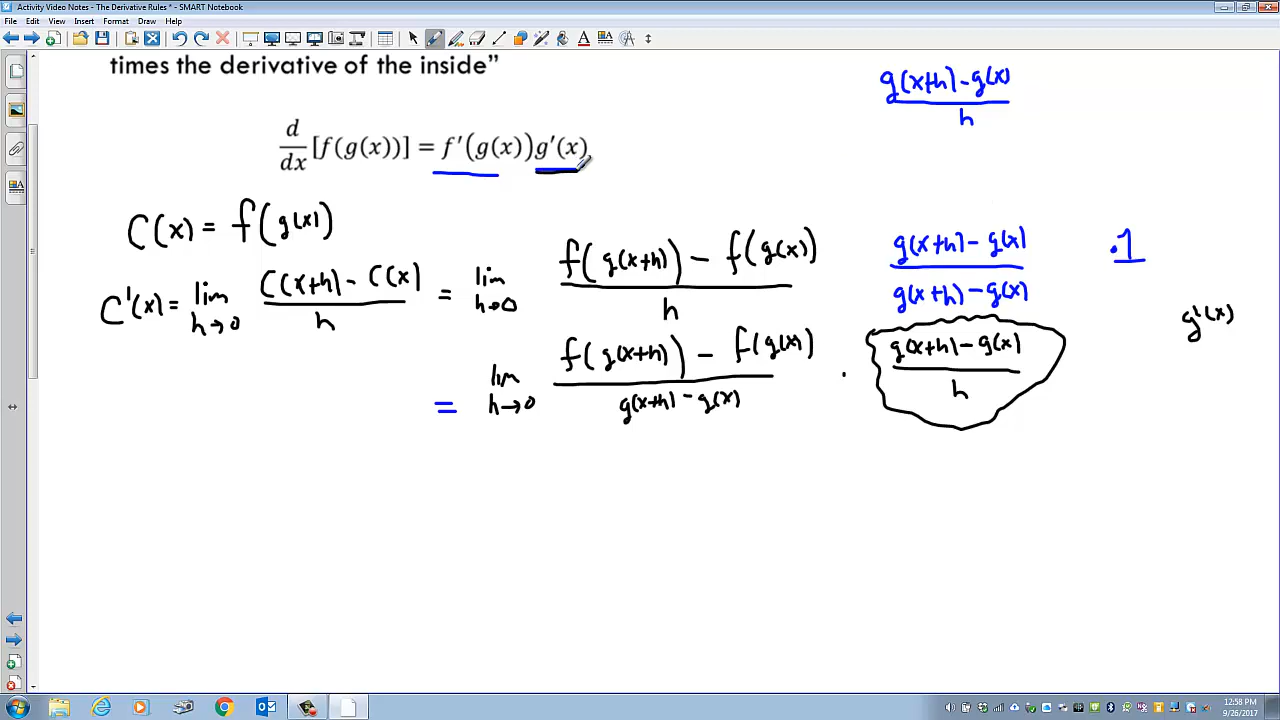 Activity Video Notes - The Derivative Rules * - SMART Notebook
File Edit View Insert Format Draw Help
times the derivative of the inside”
g(x+h)-g(x)
h
d/dx [f(g(x))] = f′(g(x))g′(x)
C(x) = f(g(x))
C'(x) = lim h→0 C(x+h) - C(x) / h = lim h→0 f(g(x+h)) - f(g(x)) / h g(x+h) - g(x) / g(x+h) - g(x) ·1
g'(x)
= lim h→0 f(g(x+h)) - f(g(x)) / g(x+h) - g(x) · g(x+h) - g(x) / h
12:58 PM
9/26/2017